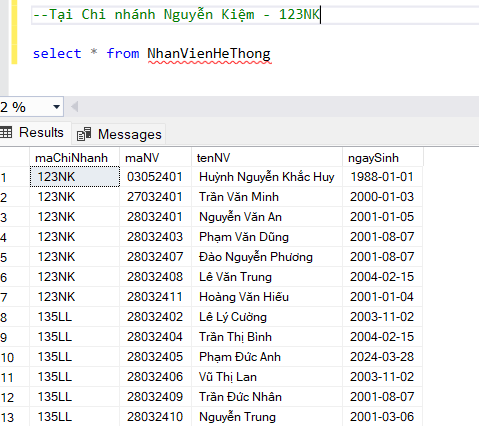 --Tại Chi nhánh Nguyễn Kiệm - 123NK
select * from NhanVienHeThong
2 %
Results Messages
maChiNhanh maNV tenNV ngaySinh
1 123NK 03052401 Huỳnh Nguyễn Khắc Huy 1988-01-01
2 123NK 27032401 Trần Văn Minh 2000-01-03
3 123NK 28032401 Nguyễn Văn An 2001-01-05
4 123NK 28032403 Phạm Văn Dũng 2001-08-07
5 123NK 28032407 Đào Nguyễn Phương 2001-08-07
6 123NK 28032408 Lê Văn Trung 2004-02-15
7 123NK 28032411 Hoàng Văn Hiếu 2001-01-04
8 135LL 28032402 Lê Lý Cường 2003-11-02
9 135LL 28032404 Trần Thị Bình 2004-02-15
10 135LL 28032405 Phạm Đức Anh 2024-03-28
11 135LL 28032406 Vũ Thị Lan 2003-11-02
12 135LL 28032409 Trần Đức Nhân 2001-08-07
13 135LL 28032410 Nguyễn Trung 2001-03-06